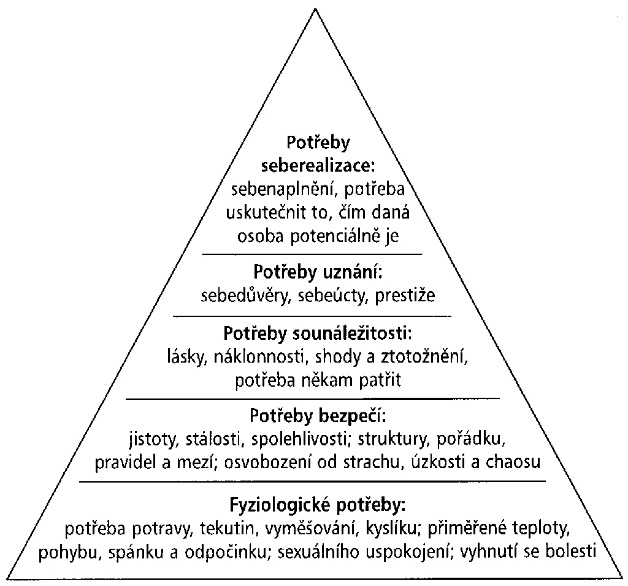 Potřeby
seberealizace:
sebenaplnění, potřeba
uskutečnit to, čím daná
osoba potenciálně je
Potřeby uznání:
sebedůvěry, sebeúcty, prestiže
Potřeby sounáležitosti:
lásky, náklonnosti, shody a ztotožnění,
potřeba někam patřit
Potřeby bezpečí:
jistoty, stálosti, spolehlivosti; struktury, pořádku,
pravidel a mezí; osvobození od strachu, úzkosti a chaosu
Fyziologické potřeby:
potřeba potravy, tekutin, vyměšování, kyslíku; přiměřené teploty,
pohybu, spánku a odpočinku; sexuálního uspokojení; vyhnutí se bolesti